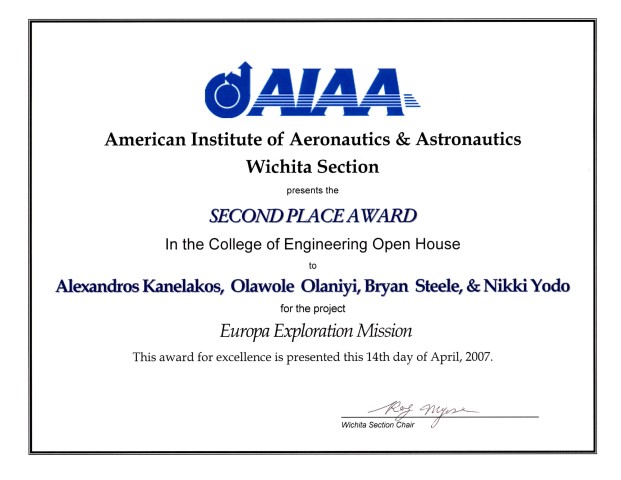 AIAA
American Institute of Aeronautics & Astronautics
Wichita Section
presents the
SECOND PLACE AWARD
In the College of Engineering Open House
to
Alexandros Kanelakos, Olawole Olaniyi, Bryan Steele, & Nikki Yodo
for the project
Europa Exploration Mission
This award for excellence is presented this 14th day of April, 2007.
Wichita Section Chair